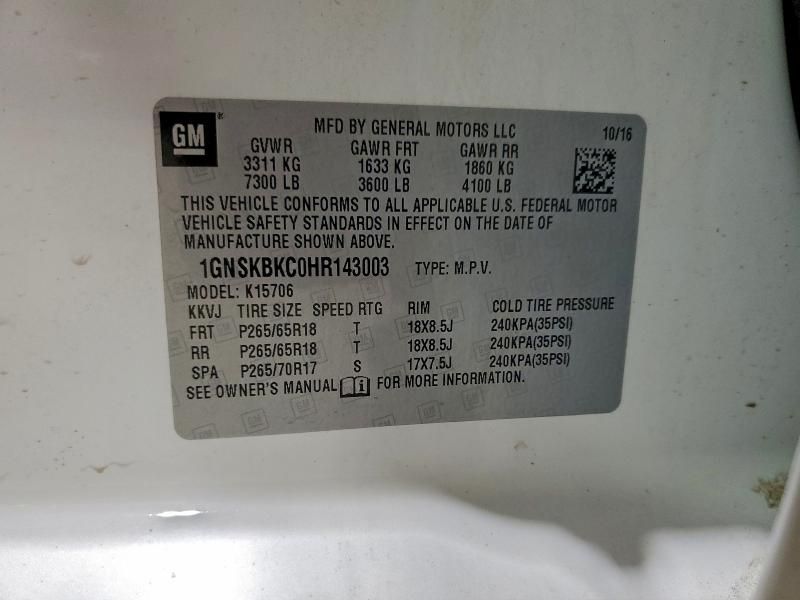 GM
MFD BY GENERAL MOTORS LLC 10/16
GVWR GAWR FRT GAWR RR
3311 KG 1633 KG 1860 KG
7300 LB 3600 LB 4100 LB
THIS VEHICLE CONFORMS TO ALL APPLICABLE U.S. FEDERAL MOTOR
VEHICLE SAFETY STANDARDS IN EFFECT ON THE DATE OF
MANUFACTURE SHOWN ABOVE.
1GNSKBKC0HR143003 TYPE: M.P.V.
MODEL: K15706
KKVJ TIRE SIZE SPEED RTG RIM COLD TIRE PRESSURE
FRT P265/65R18 T 18X8.5J 240KPA(35PSI)
RR P265/65R18 T 18X8.5J 240KPA(35PSI)
SPA P265/70R17 S 17X7.5J 240KPA(35PSI)
SEE OWNER'S MANUAL FOR MORE INFORMATION.